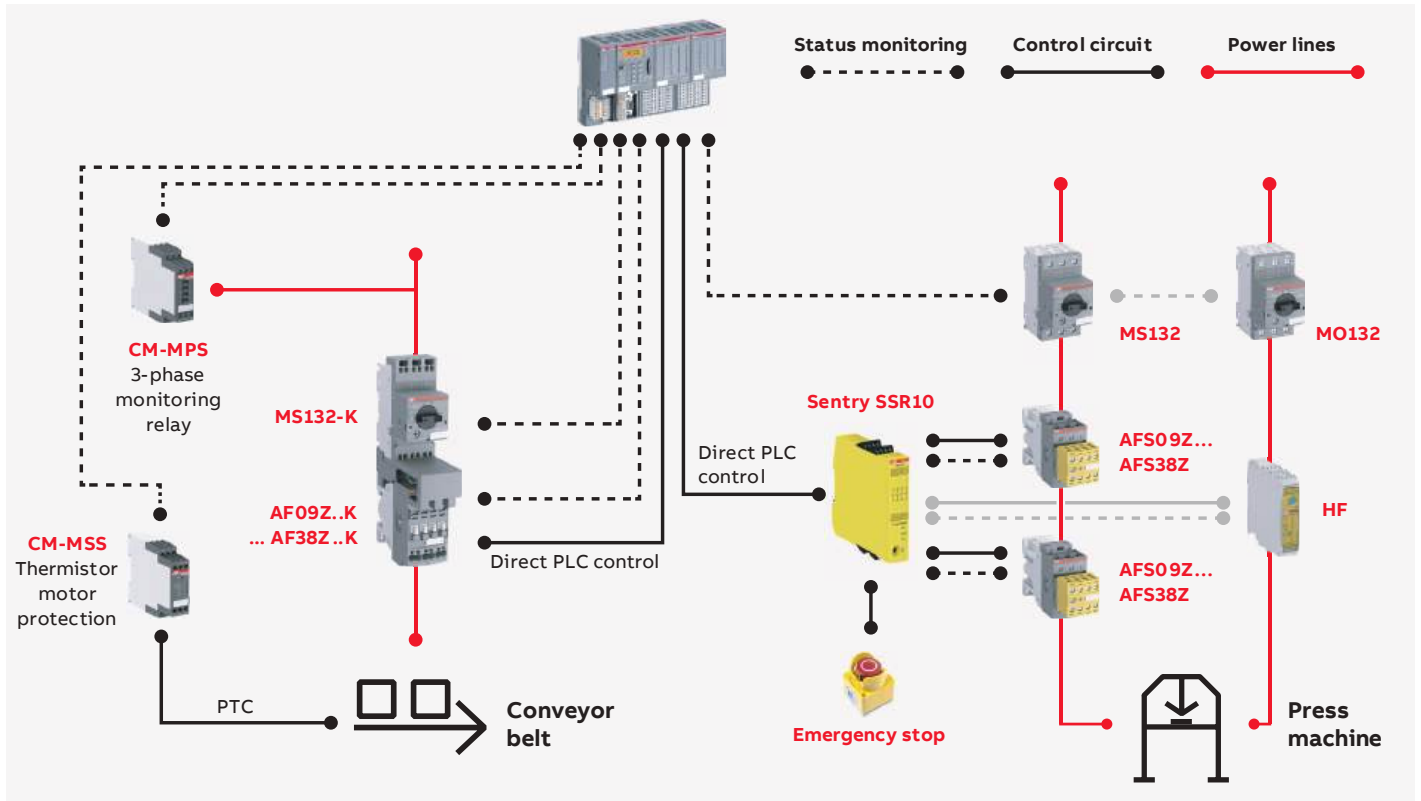 Status monitoring
Control circuit
Power lines
CM-MPS
3-phase
monitoring
relay
MS132-K
AF09Z..K
... AF38Z..K
Direct PLC control
CM-MSS
Thermistor
motor
protection
PTC
Conveyor
belt
Sentry SSR10
Direct PLC
control
Emergency stop
MS132
MO132
AFS09Z...
AFS38Z
HF
AFS09Z...
AFS38Z
Press
machine